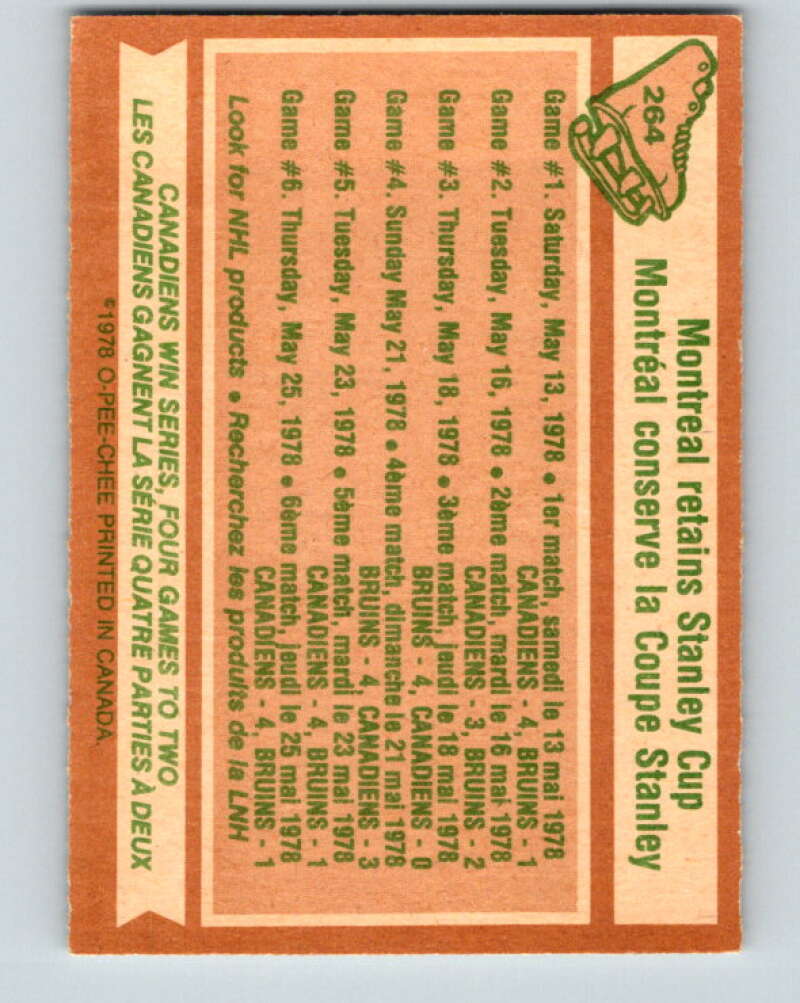 264
Montreal retains Stanley Cup
Montréal conserve la Coupe Stanley
Game #1. Saturday, May 13, 1978 • 1er match, samedi le 13 mai 1978
CANADIENS - 4, BRUINS - 1
Game #2. Tuesday, May 16, 1978 • 2ème match, mardi le 16 mai 1978
CANADIENS - 3, BRUINS - 2
Game #3. Thursday, May 18, 1978 • 3ème match, jeudi le 18 mai 1978
BRUINS - 4, CANADIENS - 0
Game #4. Sunday May 21, 1978 • 4ème match, dimanche le 21 mai 1978
BRUINS - 4, CANADIENS - 3
Game #5. Tuesday, May 23, 1978 • 5ème match, mardi le 23 mai 1978
CANADIENS - 4, BRUINS - 1
Game #6. Thursday, May 25, 1978 • 6ème match, jeudi le 25 mai 1978
CANADIENS - 4, BRUINS - 1
Look for NHL products • Recherchez les produits de la LNH
CANADIENS WIN SERIES, FOUR GAMES TO TWO
LES CANADIENS GAGNENT LA SÉRIE QUATRE PARTIES À DEUX
©1978 O-PEE-CHEE PRINTED IN CANADA.